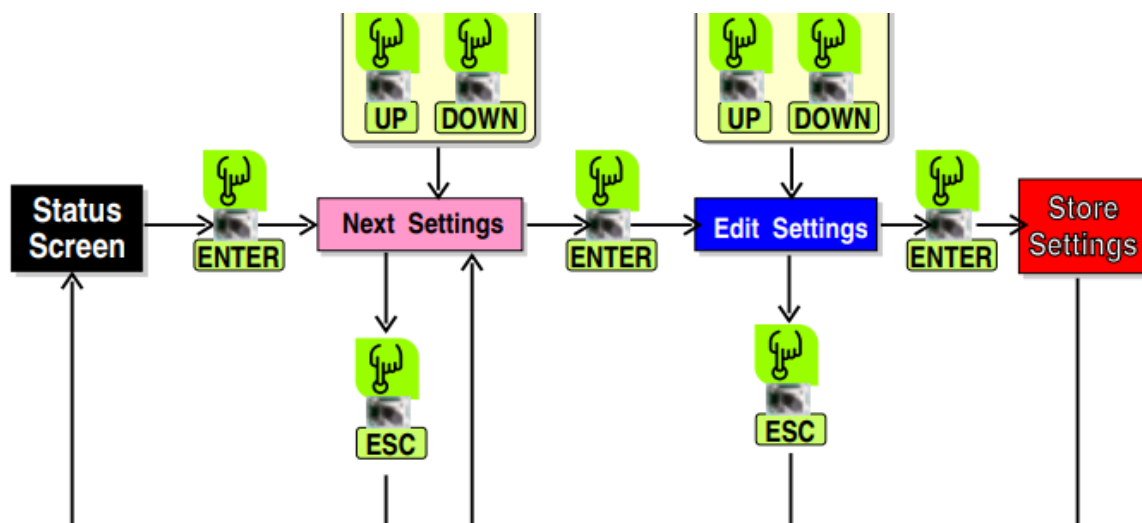 UP DOWN
UP DOWN
Status
Screen
ENTER
Next Settings
ENTER
Edit Settings
ENTER
Store
Settings
ESC
ESC